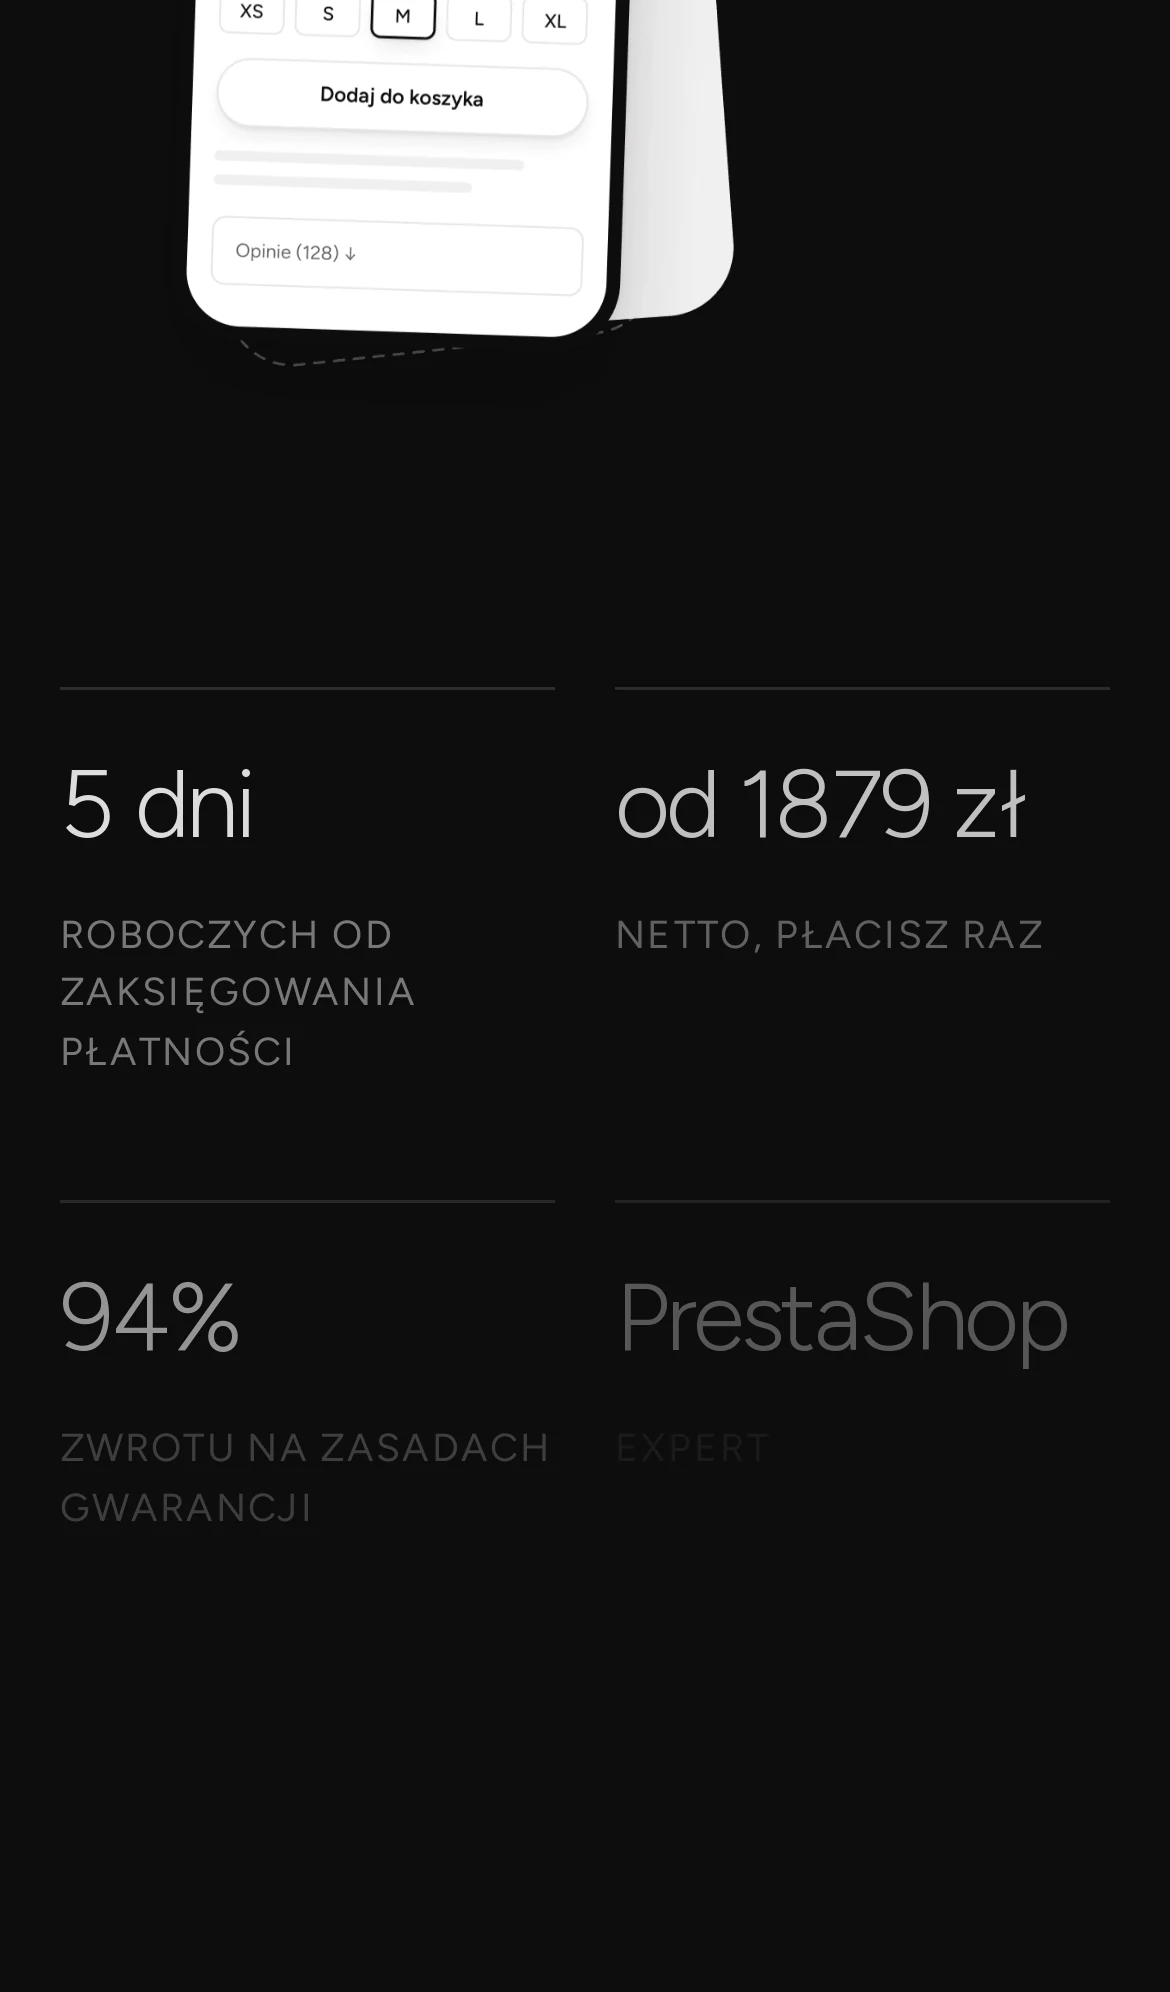 XS S M L XL
Dodaj do koszyka
Opinie (128) ↓
5 dni
ROBOCZYCH OD
ZAKSIĘGOWANIA
PŁATNOŚCI
od 1879 zł
NETTO, PŁACISZ RAZ
94%
ZWROTU NA ZASADACH
GWARANCJI
PrestaShop
EXPERT